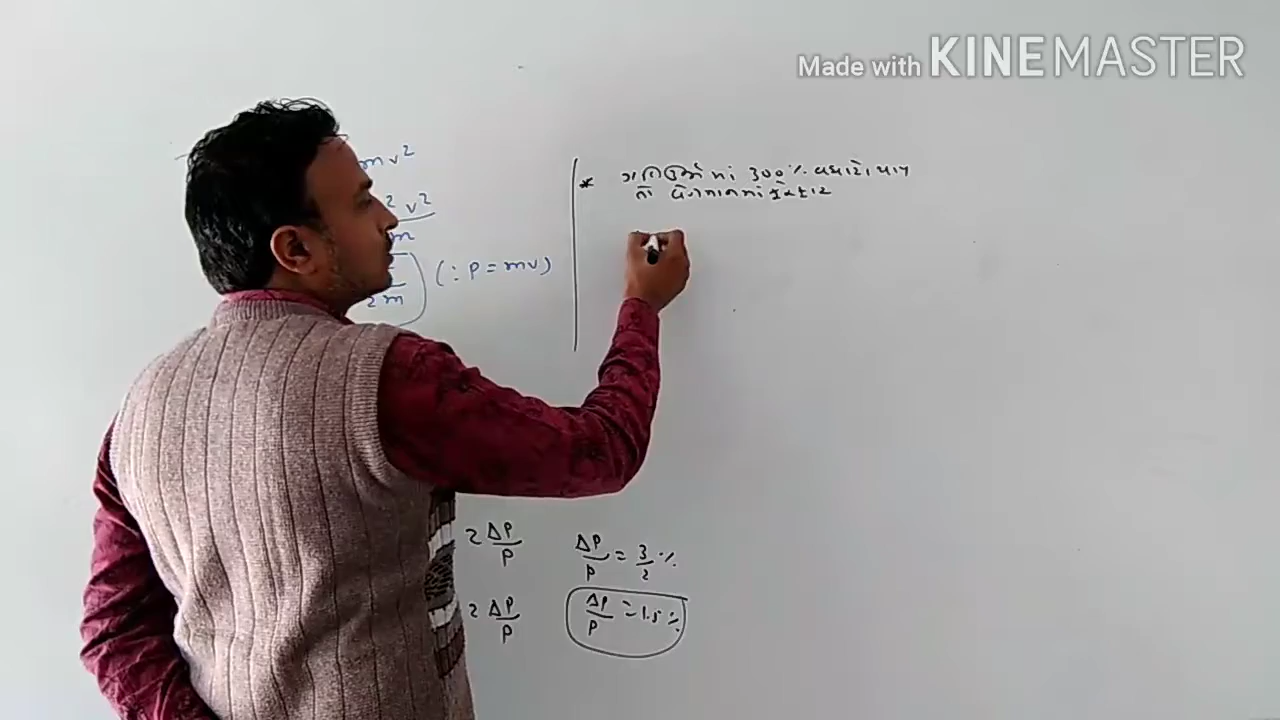 Made with KINEMASTER
mv²
² v²
m
2m
(∵ P = mv)
* ગતિઊર્જા માં 300% વધારો થાય
તો વેગમાનમાં ફેરફાર
2 ΔP/P
ΔP/P = 3/2 %
2 ΔP/P
ΔP/P = 1.5%